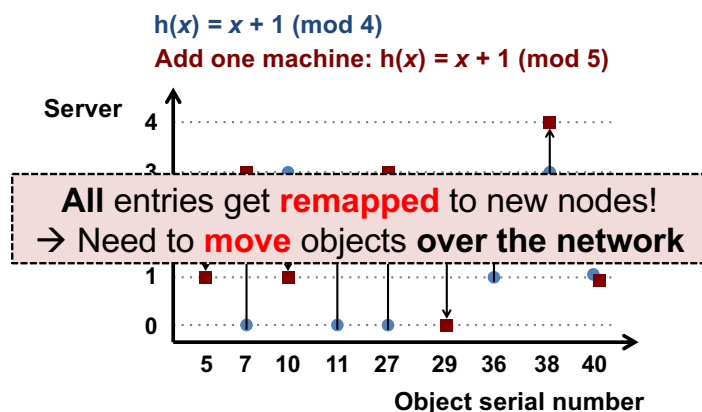 h(x) = x + 1 (mod 4)
Add one machine: h(x) = x + 1 (mod 5)
Server
4
3
All entries get remapped to new nodes!
→ Need to move objects over the network
1
0
5 7 10 11 27 29 36 38 40
Object serial number